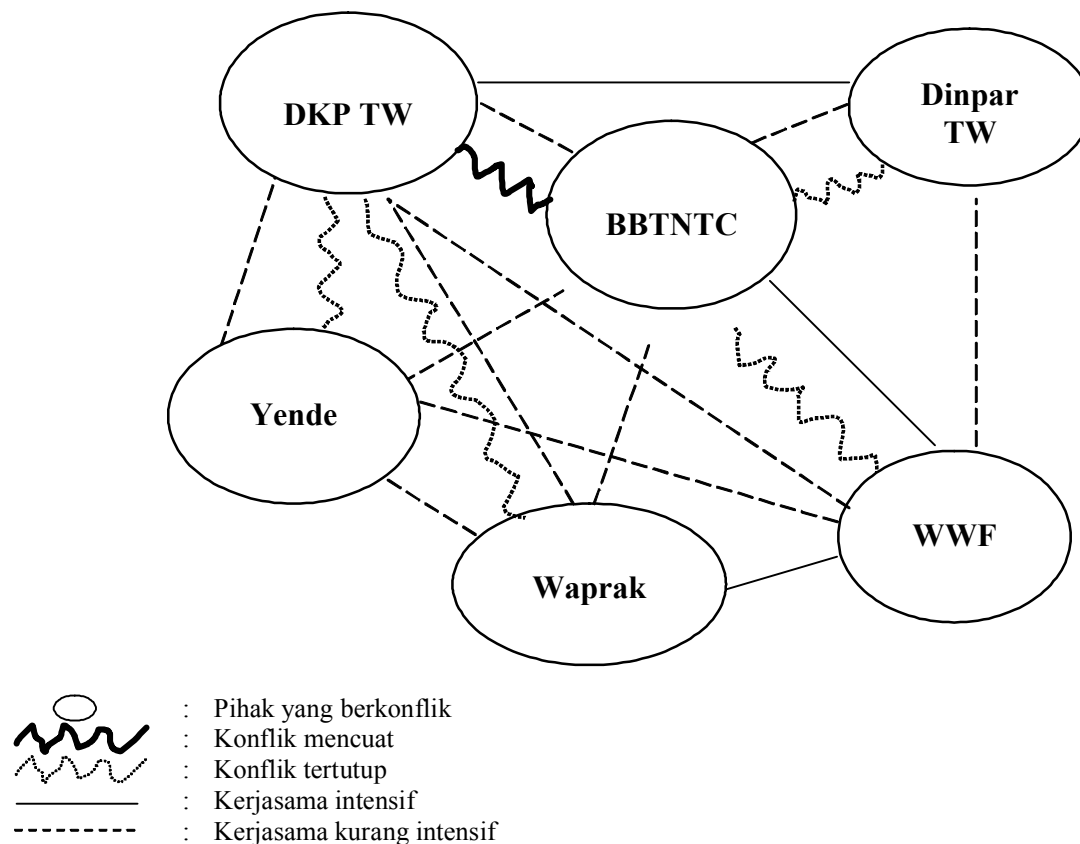 DKP TW
Dinpar
TW
BBTNTC
Yende
WWF
Waprak
: Pihak yang berkonflik
: Konflik mencuat
: Konflik tertutup
: Kerjasama intensif
: Kerjasama kurang intensif